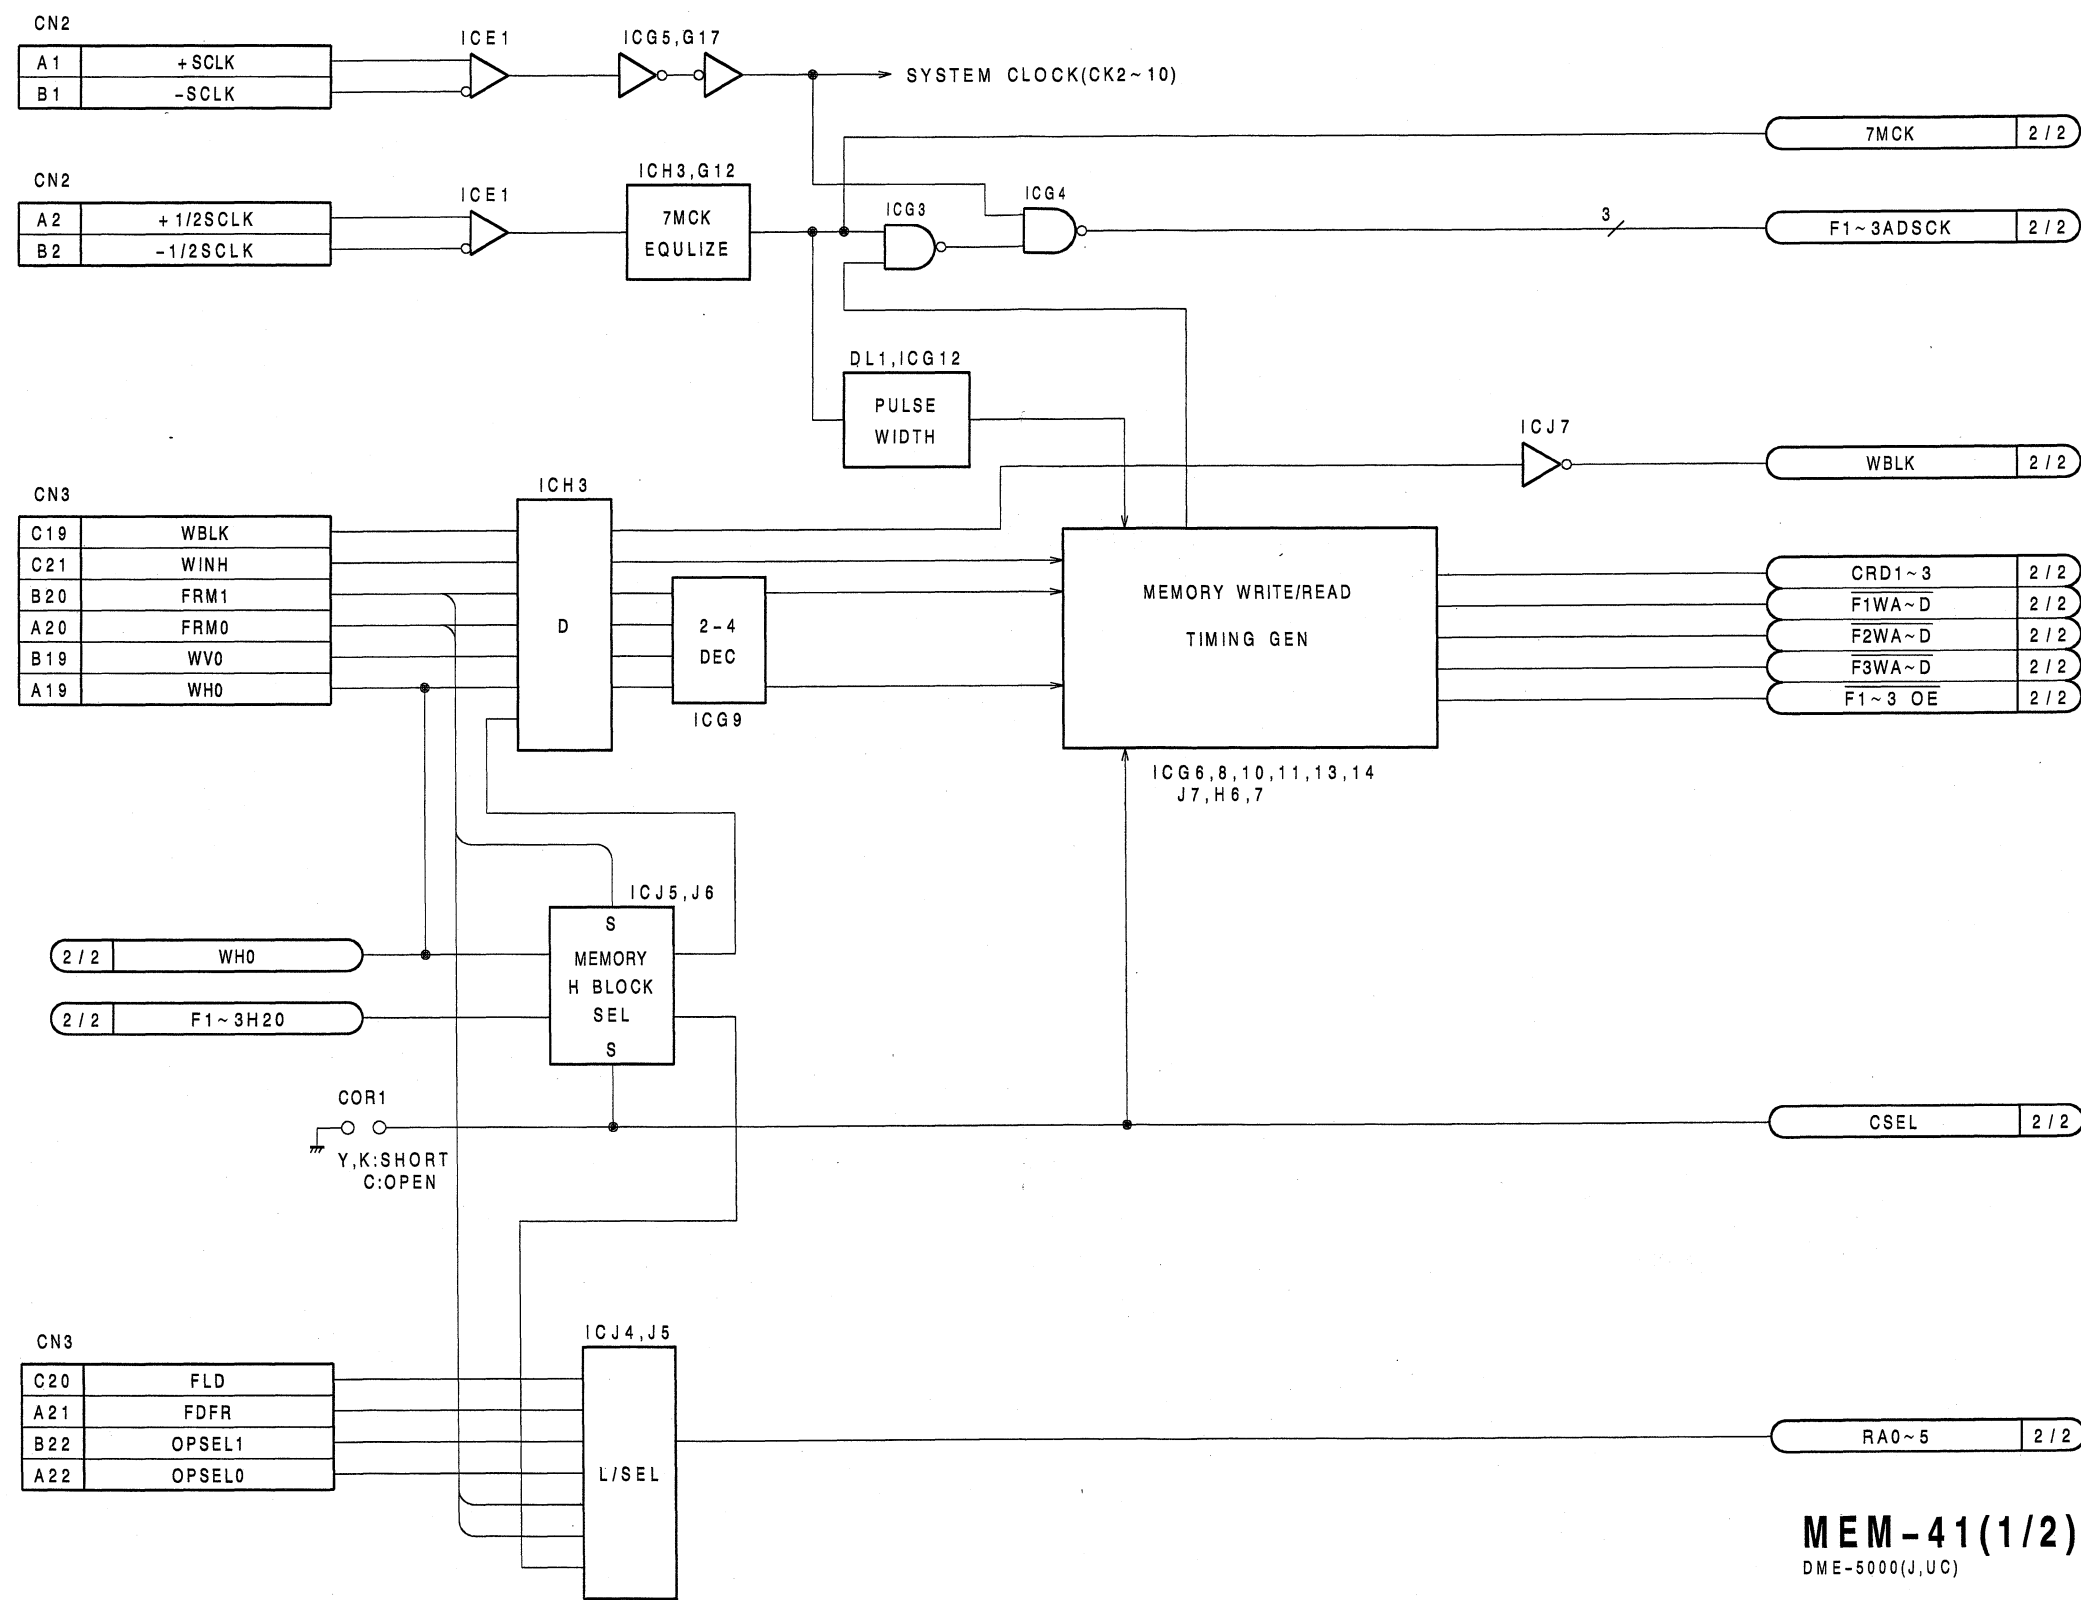 CN2
A1 +SCLK
B1 -SCLK
ICE1
ICG5,G17
SYSTEM CLOCK(CK2~10)
7MCK 2/2
CN2
A2 +1/2SCLK
B2 -1/2SCLK
ICE1
ICH3,G12
7MCK
EQULIZE
ICG3
ICG4
3
F1~3ADSCK 2/2
DL1,ICG12
PULSE
WIDTH
ICJ7
WBLK 2/2
CN3
C19 WBLK
C21 WINH
B20 FRM1
A20 FRM0
B19 WV0
A19 WH0
ICH3
D
2-4
DEC
ICG9
MEMORY WRITE/READ
TIMING GEN
ICG6,8,10,11,13,14
J7,H6,7
CRD1~3 2/2
F1WA~D 2/2
F2WA~D 2/2
F3WA~D 2/2
F1~3 OE 2/2
ICJ5,J6
S
MEMORY
H BLOCK
SEL
S
2/2 WH0
2/2 F1~3H20
COR1
Y,K:SHORT
C:OPEN
CSEL 2/2
CN3
C20 FLD
A21 FDFR
B22 OPSEL1
A22 OPSEL0
ICJ4,J5
L/SEL
RA0~5 2/2
MEM-41(1/2)
DME-5000(J,UC)